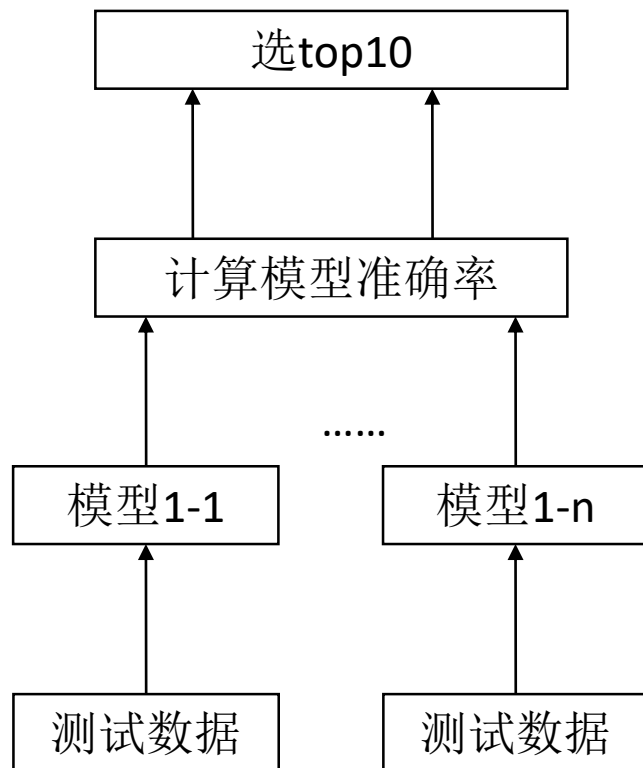 选top10
计算模型准确率
……
模型1-1
模型1-n
测试数据
测试数据